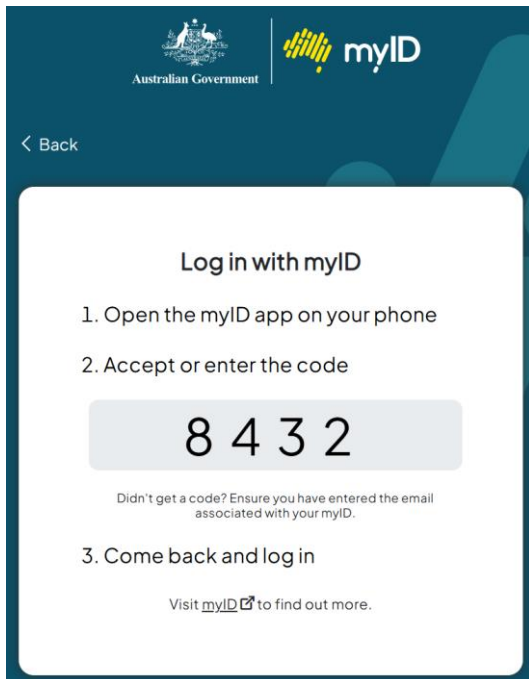 Australian Government
myID
Back
Log in with myID
1. Open the myID app on your phone
2. Accept or enter the code
8 4 3 2
Didn't get a code? Ensure you have entered the email
associated with your myID.
3. Come back and log in
Visit myID to find out more.